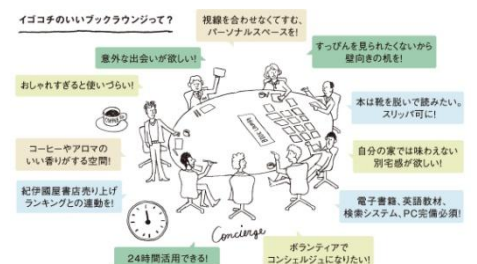 イゴコチのいいブックラウンジって？
視線を合わせなくてすむ、
パーソナルスペースを！
意外な出会いが欲しい！
すっぴんを見られたくないから
壁向きの机を！
おしゃれすぎると使いづらい！
本は靴を脱いで読みたい。
スリッパ可に！
コーヒーやアロマの
いい香りがする空間！
自分の家では味わえない
別宅感が欲しい！
紀伊國屋書店売り上げ
ランキングとの連動を！
電子書籍、英語教材、
検索システム、PC完備必須！
Concierge
24時間活用できる！
ボランティアで
コンシェルジュになりたい！